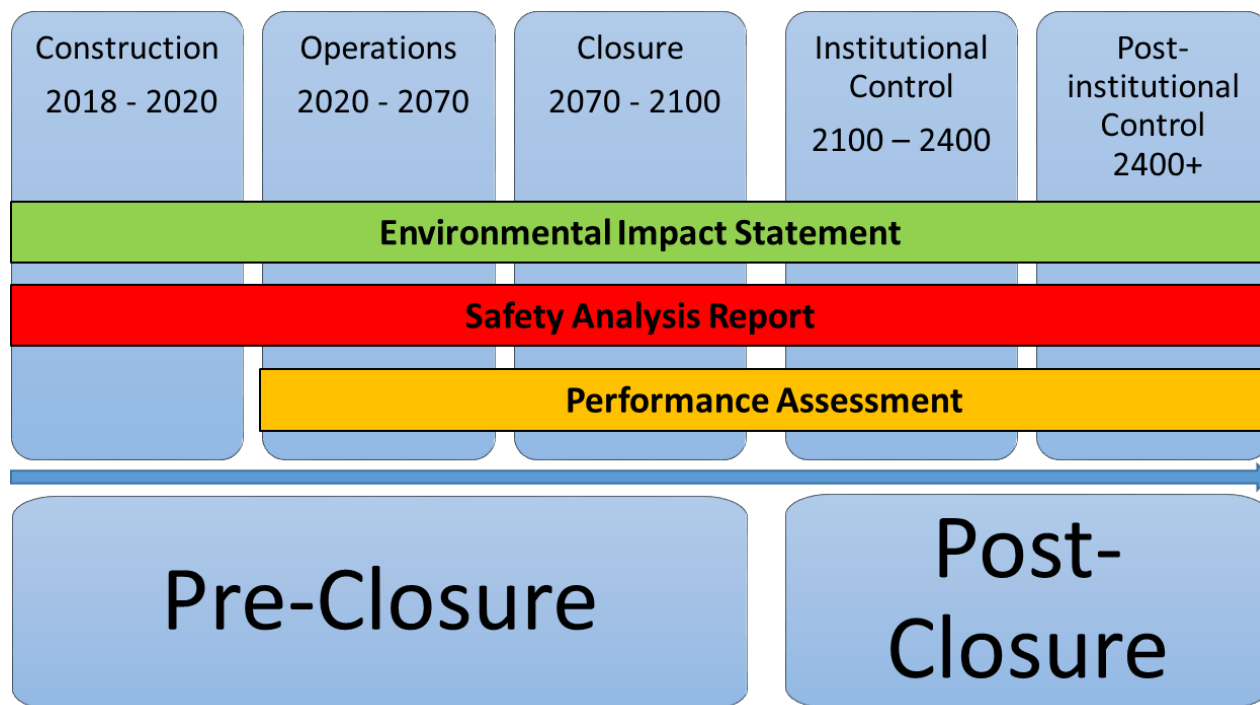 Construction
2018 - 2020
Operations
2020 - 2070
Closure
2070 - 2100
Institutional
Control
2100 – 2400
Post-
institutional
Control
2400+
Environmental Impact Statement
Safety Analysis Report
Performance Assessment
Pre-Closure
Post-
Closure